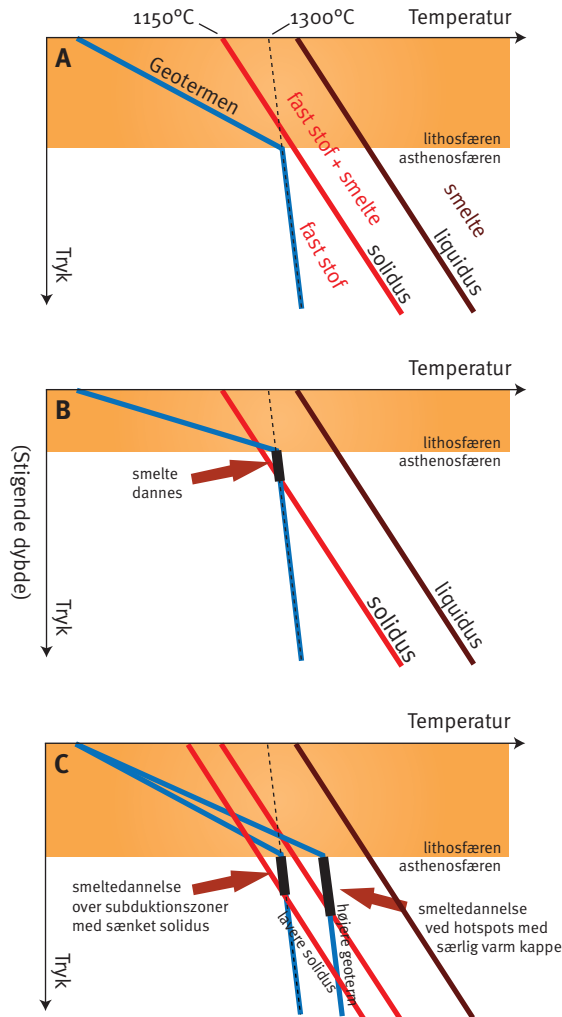 1150°C
1300°C
Temperatur
A
Geotermen
fast stof + smelte
lithosfæren
asthenosfæren
smelte
fast stof
solidus
liquidus
Tryk
Temperatur
B
lithosfæren
asthenosfæren
smelte
dannes
(Stigende dybde)
Tryk
solidus
liquidus
Temperatur
C
lithosfæren
asthenosfæren
smeltedannelse
over subduktionszoner
med sænket solidus
lavere solidus
højere geoterm
smeltedannelse
ved hotspots med
særlig varm kappe
Tryk